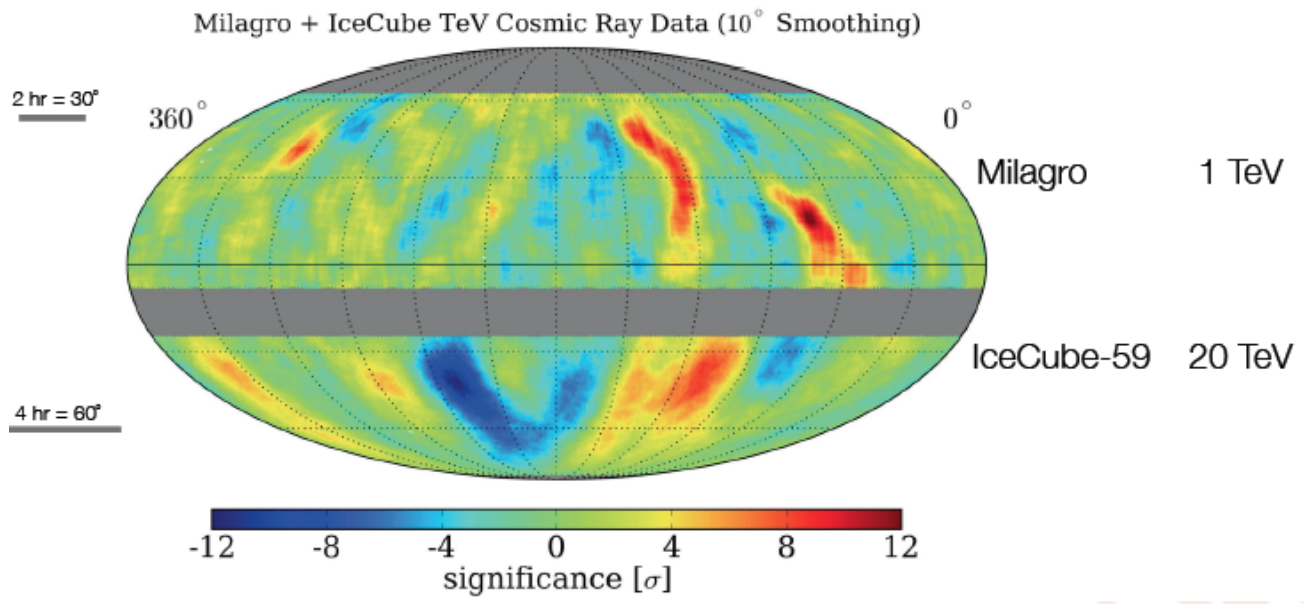 Milagro + IceCube TeV Cosmic Ray Data (10° Smoothing)
2 hr = 30°
360°
0°
Milagro 1 TeV
IceCube-59 20 TeV
4 hr = 60°
-12 -8 -4 0 4 8 12
significance [σ]